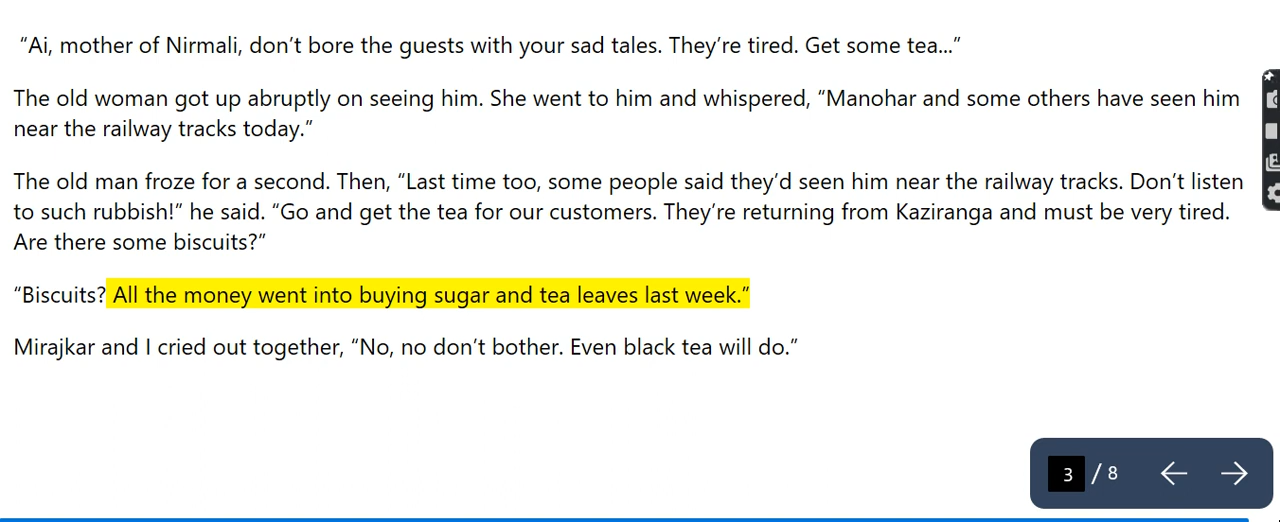 “Ai, mother of Nirmali, don’t bore the guests with your sad tales. They’re tired. Get some tea...”
The old woman got up abruptly on seeing him. She went to him and whispered, “Manohar and some others have seen him
near the railway tracks today.”
The old man froze for a second. Then, “Last time too, some people said they’d seen him near the railway tracks. Don’t listen
to such rubbish!” he said. “Go and get the tea for our customers. They’re returning from Kaziranga and must be very tired.
Are there some biscuits?”
“Biscuits? All the money went into buying sugar and tea leaves last week.”
Mirajkar and I cried out together, “No, no don’t bother. Even black tea will do.”
3 / 8